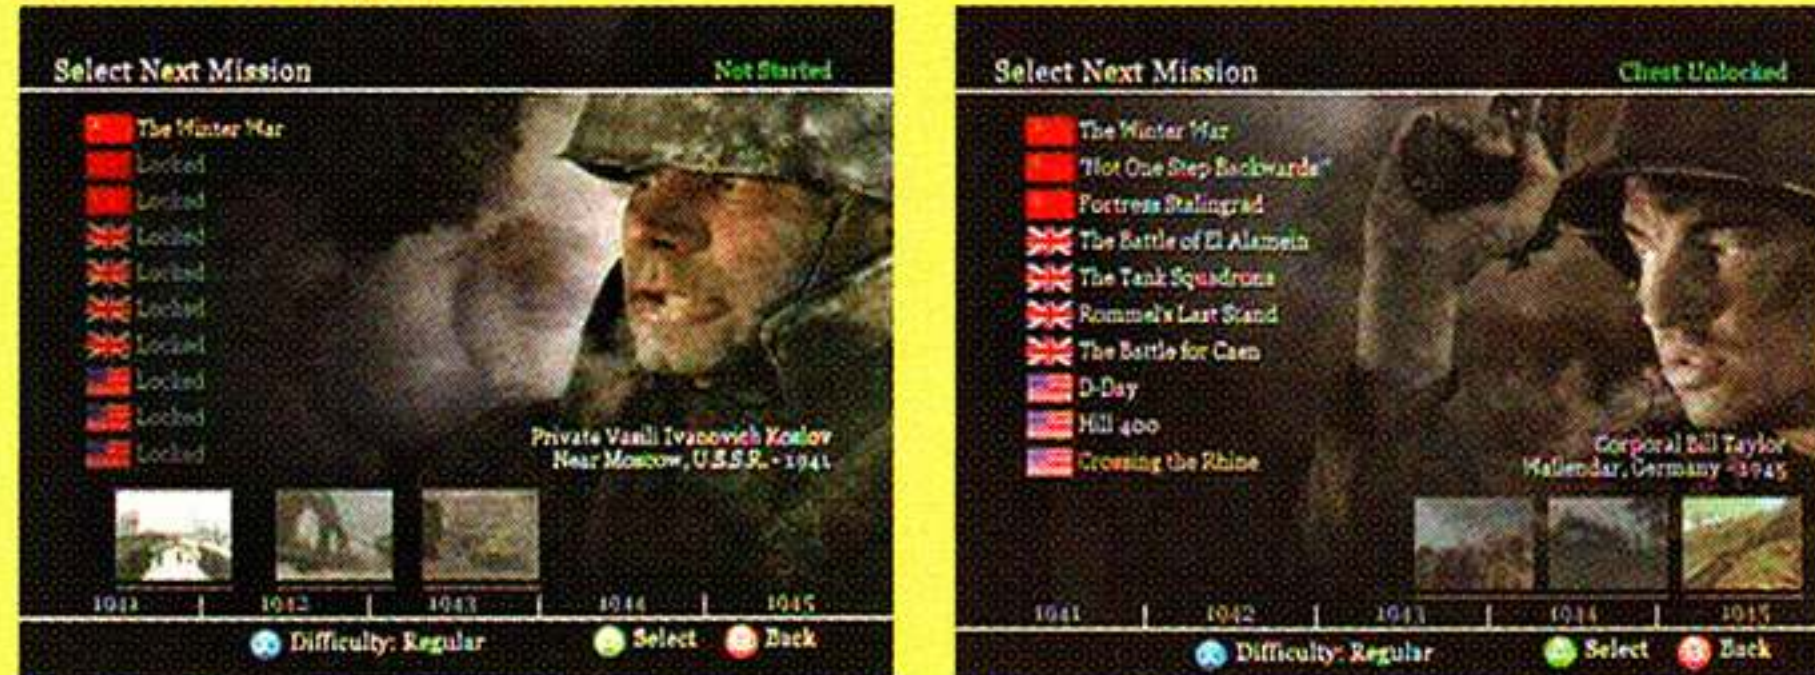 Select Next Mission
Not Started
The Winter War
Locked
Locked
Locked
Locked
Locked
Locked
Locked
Locked
Locked
Private Vasili Ivanovich Koslov
Near Moscow, U.S.S.R. - 1941
1941
1942
1943
1944
1945
Difficulty: Regular
Select
Back
Select Next Mission
Chest Unlocked
The Winter War
"Not One Step Backwards"
Fortress Stalingrad
The Battle of El Alamein
The Tank Squadrons
Rommel's Last Stand
The Battle for Caen
D-Day
Hill 400
Crossing the Rhine
Corporal Bill Taylor
Wallendar, Germany - 1945
1941
1942
1943
1944
1945
Difficulty: Regular
Select
Back